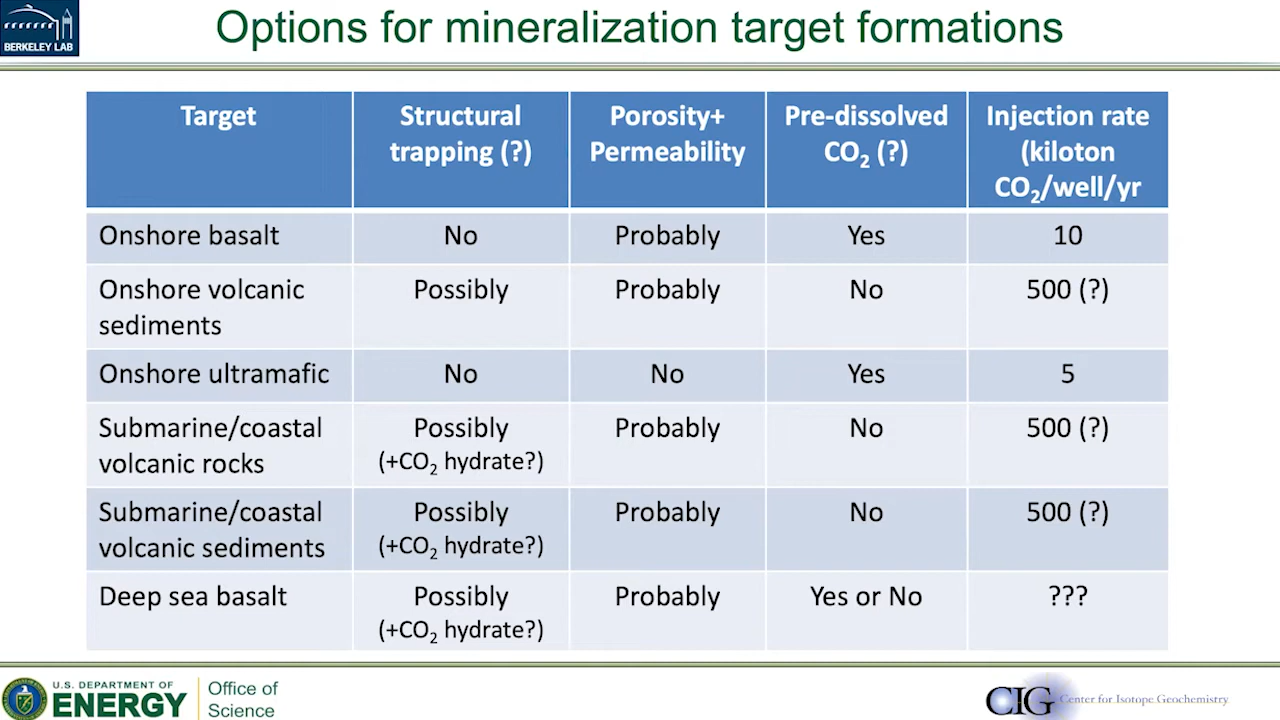 BERKELEY LAB
Options for mineralization target formations
Target
Structural
trapping (?)
Porosity+
Permeability
Pre-dissolved
CO₂ (?)
Injection rate
(kiloton
CO₂/well/yr
Onshore basalt
No
Probably
Yes
10
Onshore volcanic
sediments
Possibly
Probably
No
500 (?)
Onshore ultramafic
No
No
Yes
5
Submarine/coastal
volcanic rocks
Possibly
(+CO₂ hydrate?)
Probably
No
500 (?)
Submarine/coastal
volcanic sediments
Possibly
(+CO₂ hydrate?)
Probably
No
500 (?)
Deep sea basalt
Possibly
(+CO₂ hydrate?)
Probably
Yes or No
???
U.S. DEPARTMENT OF
ENERGY
Office of
Science
CIG Center for Isotope Geochemistry